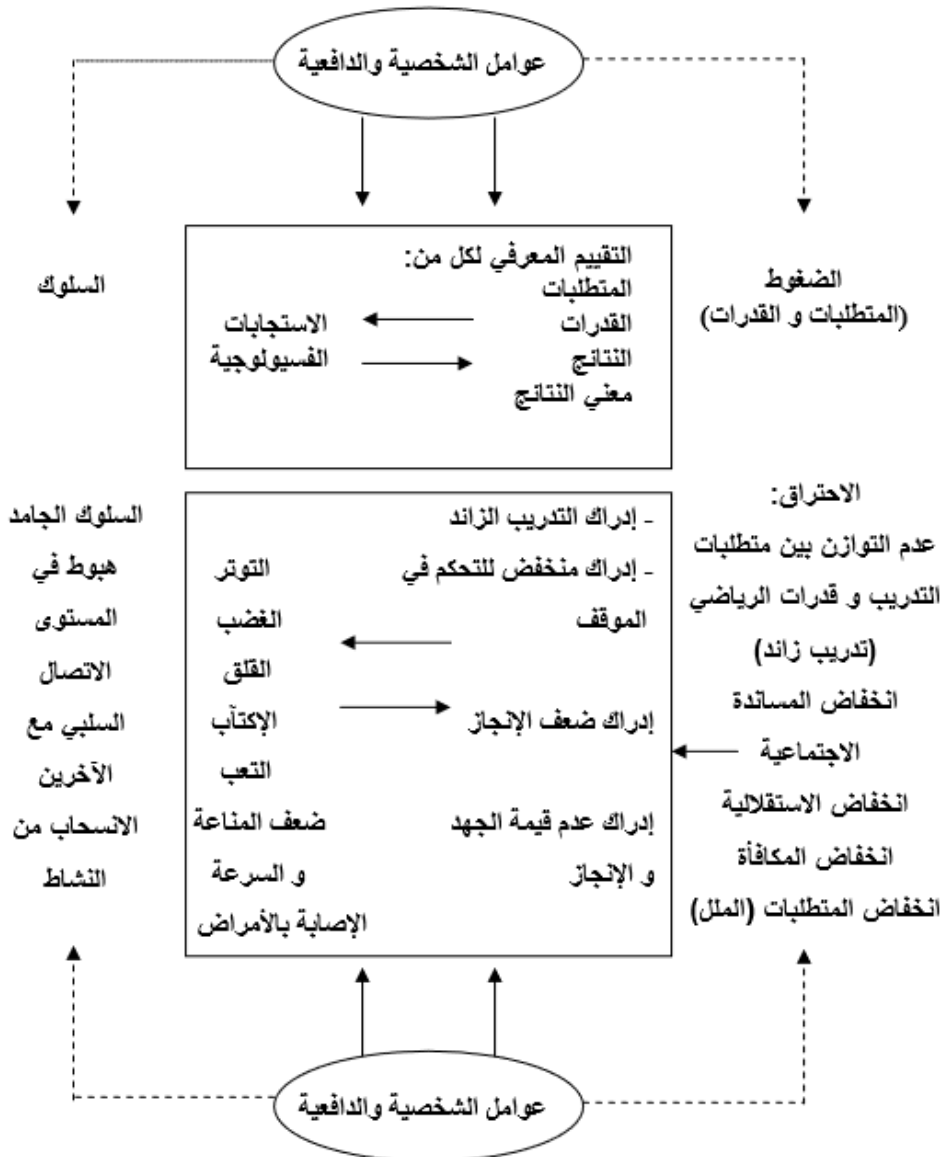 عوامل الشخصية والدافعية
الضغوط
(المتطلبات و القدرات)
التقييم المعرفي لكل من:
المتطلبات
القدرات
النتائج
معني النتائج
الاستجابات
الفسيولوجية
السلوك
الاحتراق:
عدم التوازن بين متطلبات
التدريب و قدرات الرياضي
(تدريب زائد)
انخفاض المساندة
الاجتماعية
انخفاض الاستقلالية
انخفاض المكافأة
انخفاض المتطلبات (الملل)
- إدراك التدريب الزائد
- إدراك منخفض للتحكم في
الموقف
إدراك ضعف الإنجاز
إدراك عدم قيمة الجهد
و الإنجاز
التوتر
الغضب
القلق
الإكتآب
التعب
ضعف المناعة
و السرعة
الإصابة بالأمراض
السلوك الجامد
هبوط في
المستوى
الاتصال
السلبي مع
الآخرين
الانسحاب من
النشاط
عوامل الشخصية والدافعية